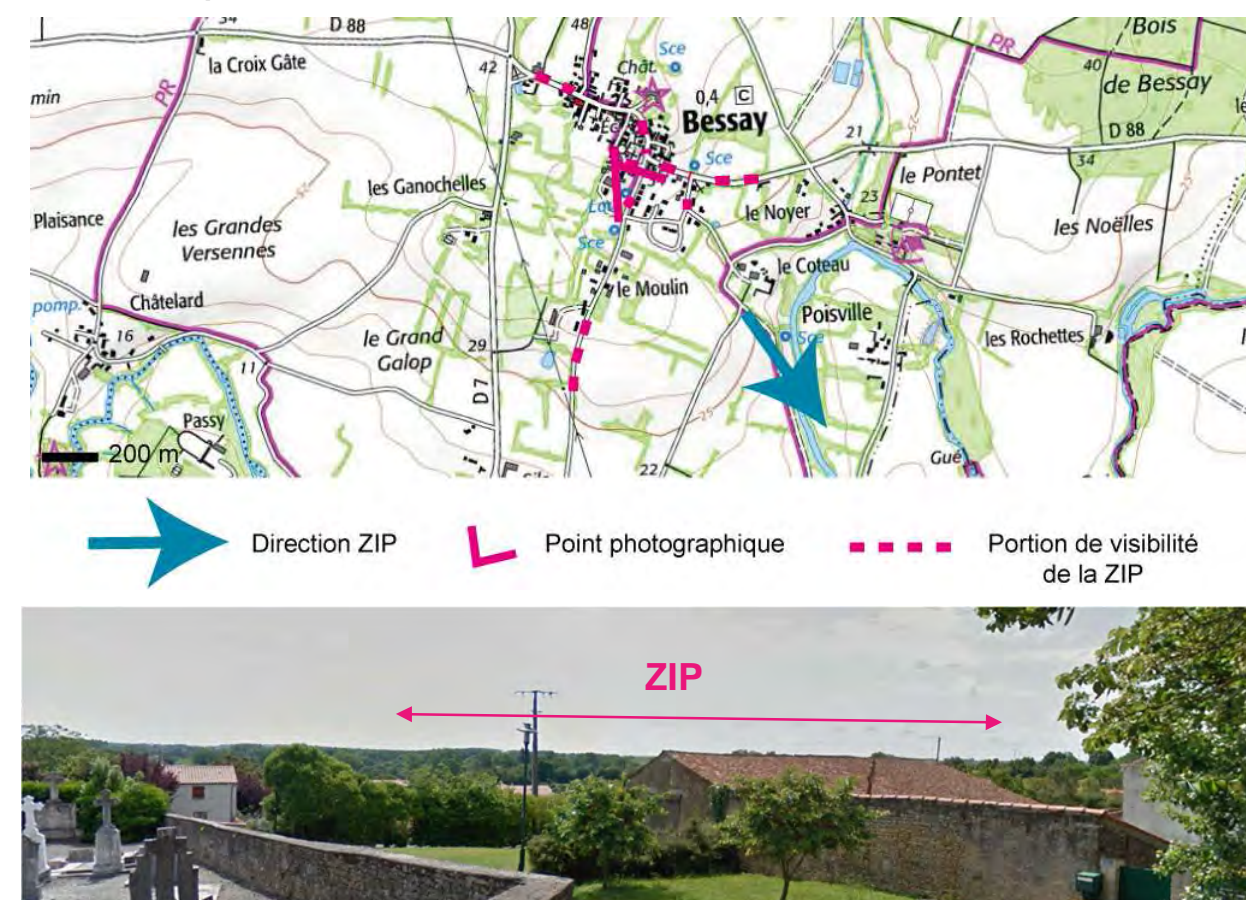 34
D 88
48
Sce
PR
Bois
la Croix Gâte
42
Chât.
40
de Bessay
min
PR
0,4 C
Bessay
D 88
21
25
34
Sce
le Pontet
les Ganochelles
25
Plaisance
les Grandes
Versennes
le Noyer
23
les Noëlles
Sce
le Coteau
le Moulin
Châtelard
pomp.
Poisville
16
le Grand
Galop
29
Sce
les Rochettes
11
D 7
25
Passy
200 m
22
Gué
Direction ZIP
Point photographique
Portion de visibilité
de la ZIP
ZIP